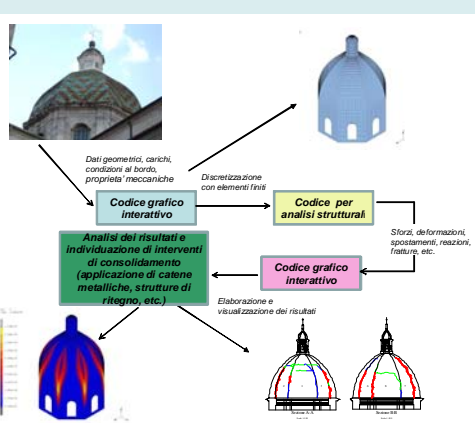 Dati geometrici, carichi,
condizioni al bordo,
proprieta' meccaniche
Discretizzazione
con elementi finiti
Codice grafico
interattivo
Codice per
analisi strutturali
Sforzi, deformazioni,
spostamenti, reazioni,
fratture, etc.
Analisi dei risultati e
individuazione di interventi
di consolidamento
(applicazione di catene
metalliche, strutture di
ritegno, etc.)
Codice grafico
interattivo
Elaborazione e
visualizzazione dei risultati
Sezione A-A
Sezione B-B